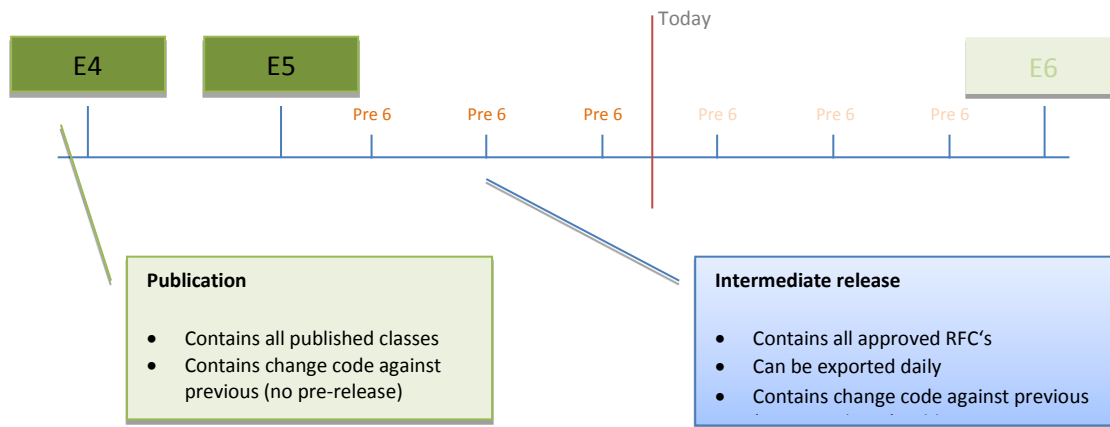 Today
E4
E5
E6
Pre 6
Pre 6
Pre 6
Pre 6
Pre 6
Pre 6
Publication
• Contains all published classes
• Contains change code against
previous (no pre-release)
Intermediate release
• Contains all approved RFC‘s
• Can be exported daily
• Contains change code against previous